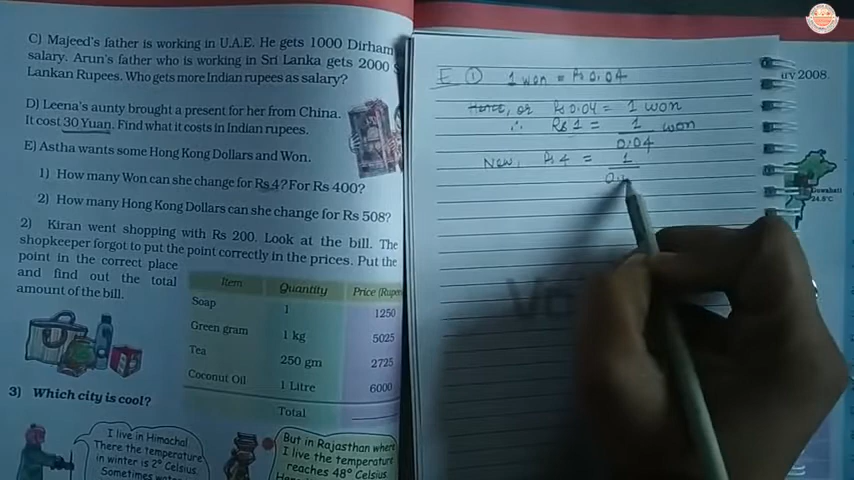 C) Majeed's father is working in U.A.E. He gets 1000 Dirham
salary. Arun's father who is working in Sri Lanka gets 2000
Lankan Rupees. Who gets more Indian rupees as salary?
D) Leena's aunty brought a present for her from China.
It cost 30 Yuan. Find what it costs in Indian rupees.
E) Astha wants some Hong Kong Dollars and Won.
1) How many Won can she change for Rs 4? For Rs 400?
2) How many Hong Kong Dollars can she change for Rs 508?
2) Kiran went shopping with Rs 200. Look at the bill. The
shopkeeper forgot to put the point correctly in the prices. Put the
point in the correct place
and find out the total
amount of the bill.
Item Quantity Price (Rupee
Soap 1 1250
Green gram 1 kg 5025
Tea 250 gm 2725
Coconut Oil 1 Litre 6000
Total
3) Which city is cool?
I live in Himachal
There the temperature
in winter is 2° Celsius.
Sometimes water
But in Rajasthan where
I live the temperature
reaches 48° Celsius.
E ① 1 won = Rs 0.04
Hence, or Rs 0.04 = 1 won
∴ Rs 1 = 1 won
0.04
Now, Rs 4 = 1
0.
ury 2008.
Guwahati
24.8°C